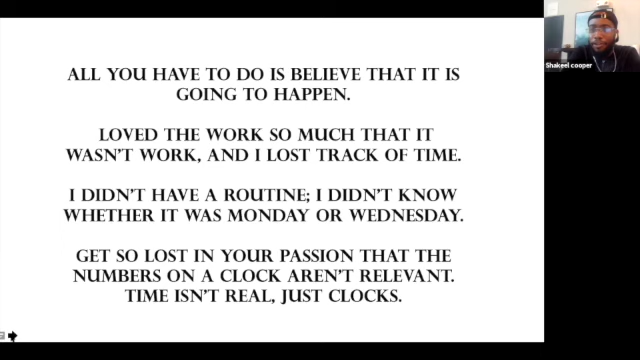 ALL YOU HAVE TO DO IS BELIEVE THAT IT IS
GOING TO HAPPEN.
LOVED THE WORK SO MUCH THAT IT
WASN'T WORK, AND I LOST TRACK OF TIME.
I DIDN'T HAVE A ROUTINE; I DIDN'T KNOW
WHETHER IT WAS MONDAY OR WEDNESDAY.
GET SO LOST IN YOUR PASSION THAT THE
NUMBERS ON A CLOCK AREN'T RELEVANT.
TIME ISN'T REAL, JUST CLOCKS.
Shakeel cooper